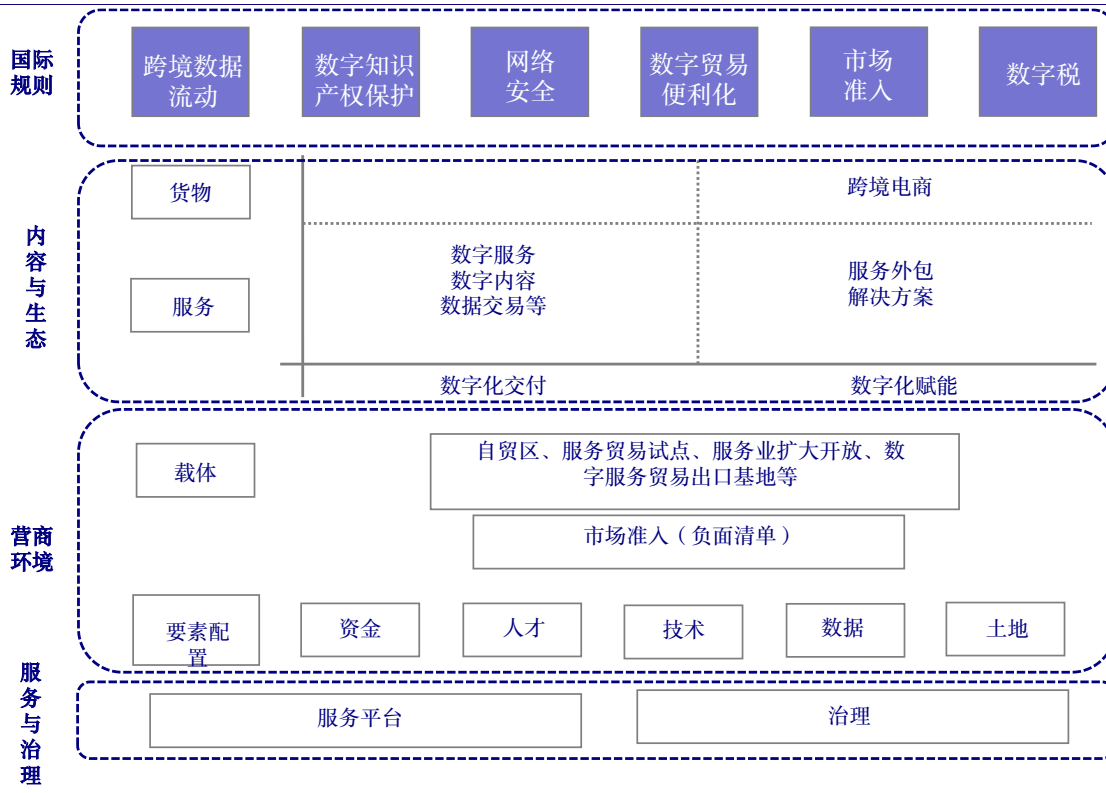 国际
规则
跨境数据
流动
数字知识
产权保护
网络
安全
数字贸易
便利化
市场
准入
数字税
内
容
与
生
态
货物
跨境电商
服务
数字服务
数字内容
数据交易等
服务外包
解决方案
数字化交付
数字化赋能
营商
环境
载体
自贸区、服务贸易试点、服务业扩大开放、数
字服务贸易出口基地等
市场准入（负面清单）
要素配
置
资金
人才
技术
数据
土地
服
务
与
治
理
服务平台
治理